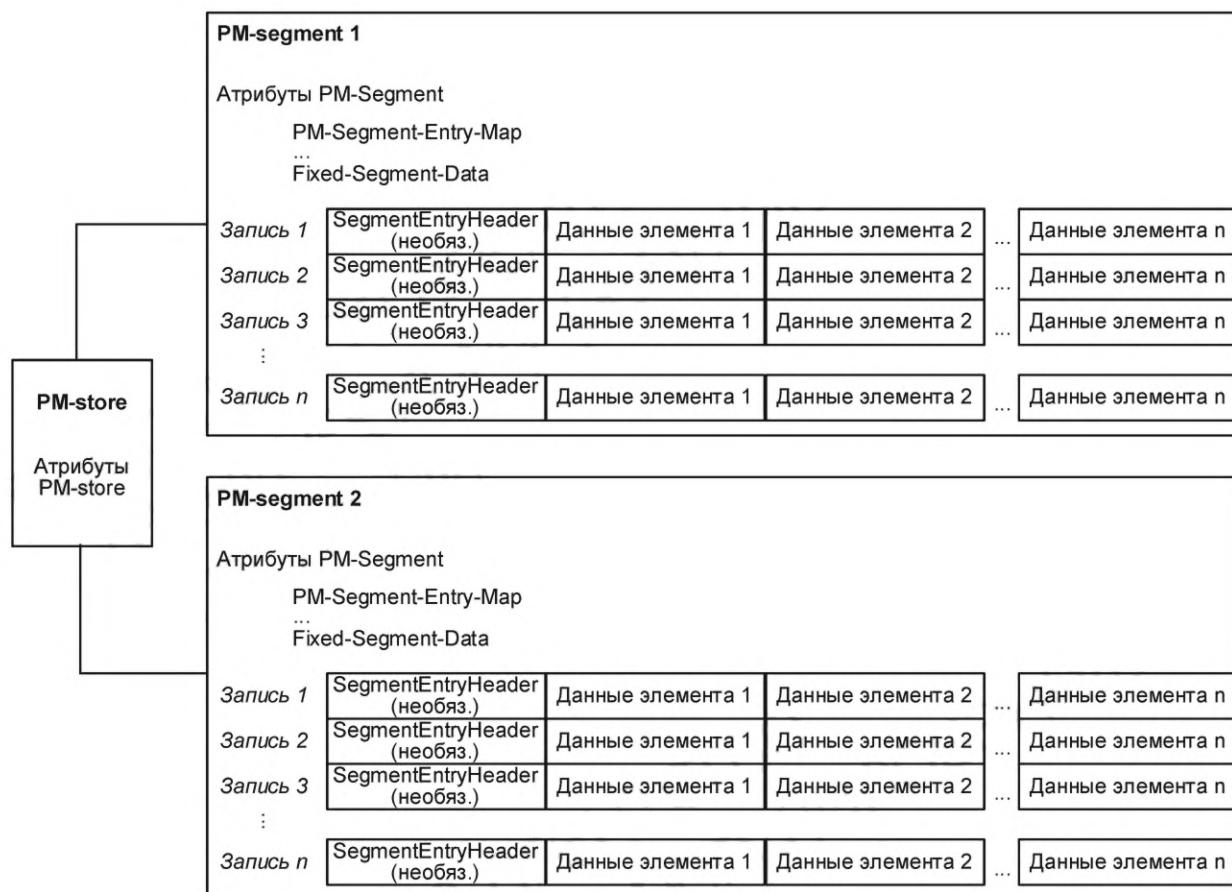 PM-segment 1
Атрибуты PM-Segment
PM-Segment-Entry-Map
...
Fixed-Segment-Data
Запись 1 SegmentEntryHeader (необяз.) Данные элемента 1 Данные элемента 2 ... Данные элемента n
Запись 2 SegmentEntryHeader (необяз.) Данные элемента 1 Данные элемента 2 ... Данные элемента n
Запись 3 SegmentEntryHeader (необяз.) Данные элемента 1 Данные элемента 2 ... Данные элемента n
⋮
Запись n SegmentEntryHeader (необяз.) Данные элемента 1 Данные элемента 2 ... Данные элемента n
PM-store
Атрибуты
PM-store
PM-segment 2
Атрибуты PM-Segment
PM-Segment-Entry-Map
...
Fixed-Segment-Data
Запись 1 SegmentEntryHeader (необяз.) Данные элемента 1 Данные элемента 2 ... Данные элемента n
Запись 2 SegmentEntryHeader (необяз.) Данные элемента 1 Данные элемента 2 ... Данные элемента n
Запись 3 SegmentEntryHeader (необяз.) Данные элемента 1 Данные элемента 2 ... Данные элемента n
⋮
Запись n SegmentEntryHeader (необяз.) Данные элемента 1 Данные элемента 2 ... Данные элемента n